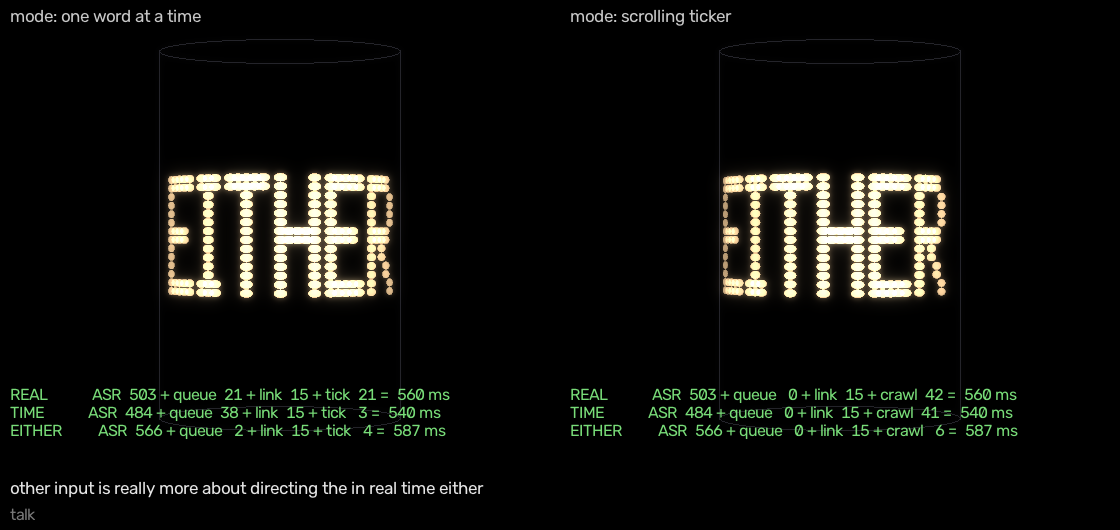 mode: one word at a time
mode: scrolling ticker
EITHER
EITHER
REAL ASR 503 + queue 21 + link 15 + tick 21 = 560 ms
TIME ASR 484 + queue 38 + link 15 + tick 3 = 540 ms
EITHER ASR 566 + queue 2 + link 15 + tick 4 = 587 ms
REAL ASR 503 + queue 0 + link 15 + crawl 42 = 560 ms
TIME ASR 484 + queue 0 + link 15 + crawl 41 = 540 ms
EITHER ASR 566 + queue 0 + link 15 + crawl 6 = 587 ms
other input is really more about directing the in real time either
talk